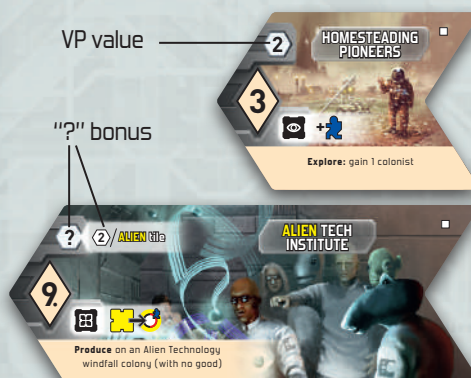 VP value
2
HOMESTEADING
PIONEERS
3
+
Explore: gain 1 colonist
"?" bonus
?
2/ALIEN tile
ALIEN TECH
INSTITUTE
9.
Produce on an Alien Technology
windfall colony (with no good)